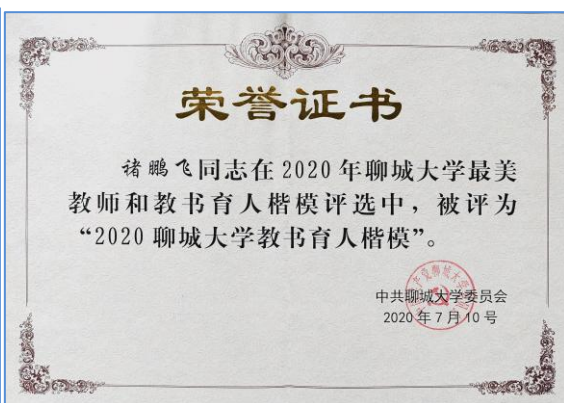 荣誉证书
褚鹏飞同志在2020年聊城大学最美
教师和教书育人楷模评选中，被评为
“2020聊城大学教书育人楷模”。
中共聊城大学委员会
2020年7月10号